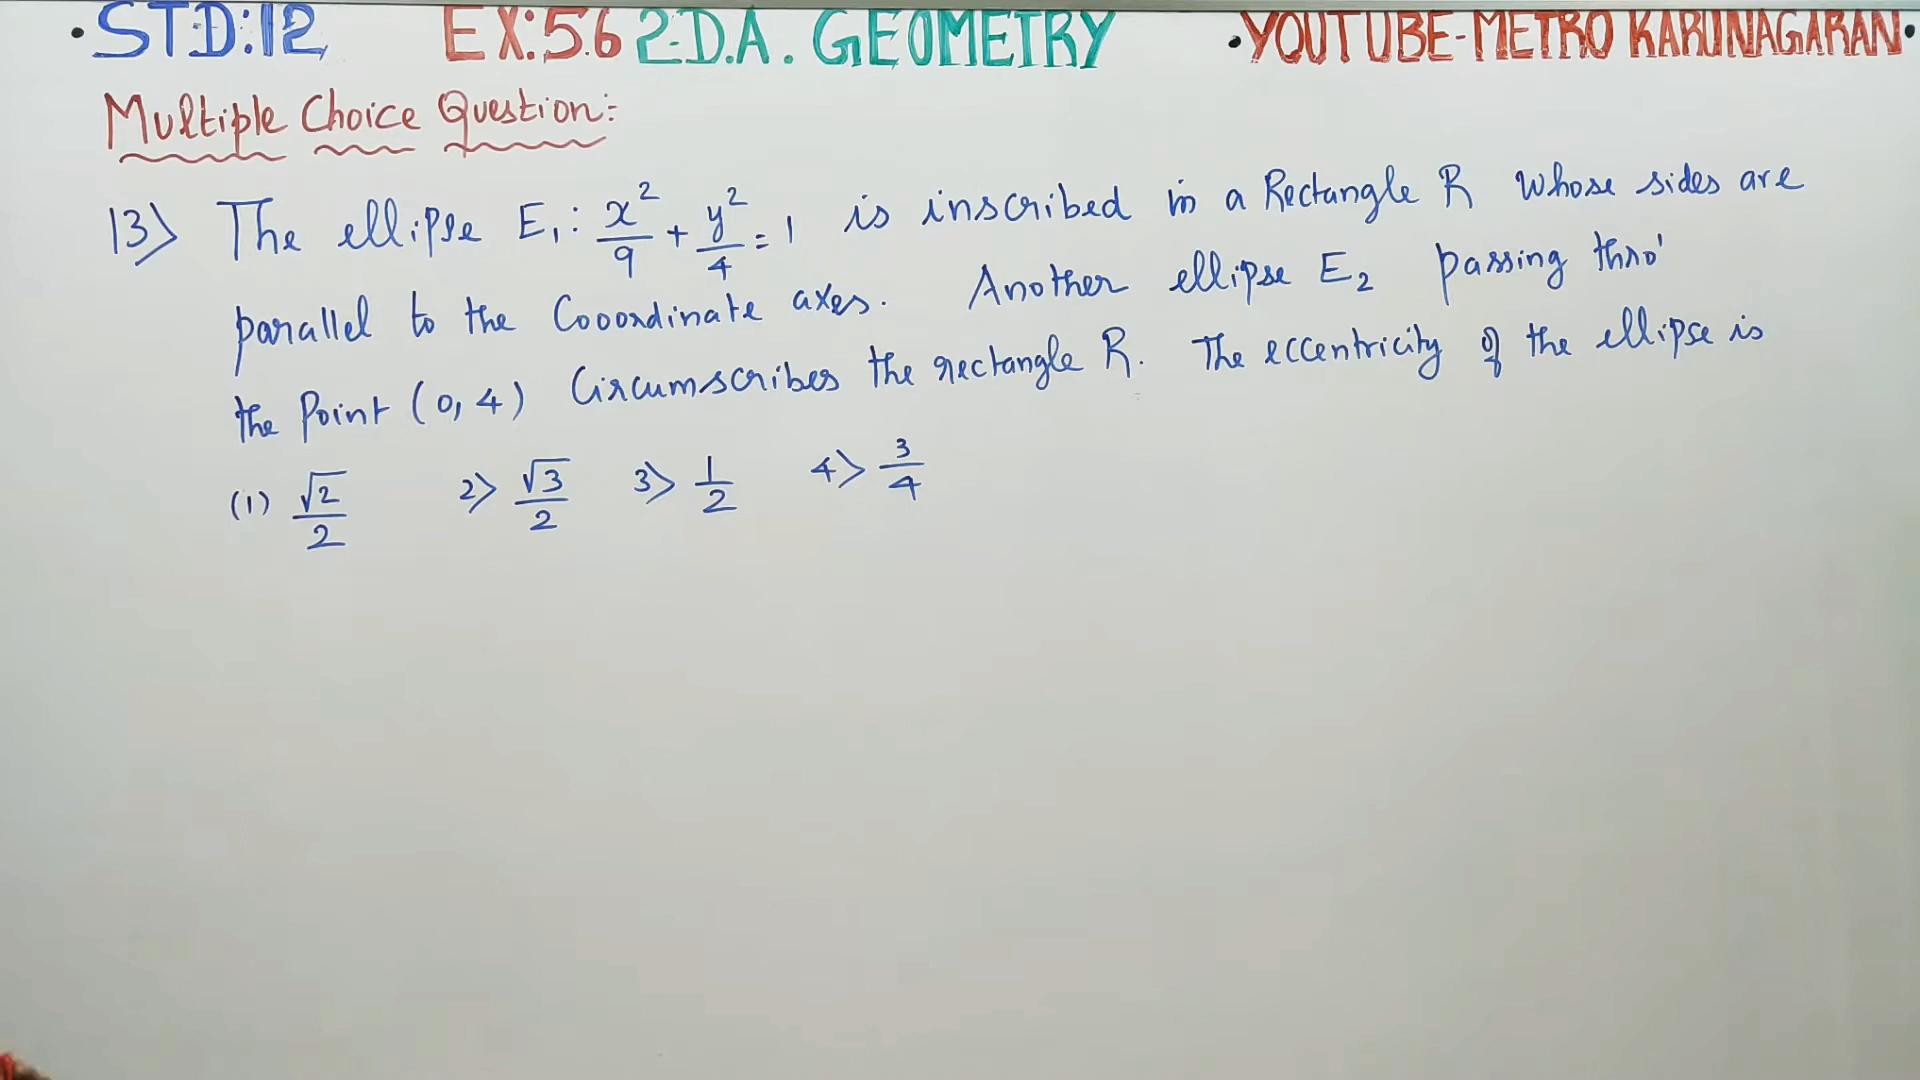 •STD:12 EX:5.6 2-D.A. GEOMETRY •YOUTUBE-METRO KARUNAGARAN•
Multiple Choice Question:-
13> The ellipse E₁: x²/9 + y²/4 = 1 is inscribed in a Rectangle R whose sides are
parallel to the Cooordinate axes. Another ellipse E₂ passing thro'
the Point (0, 4) Circumscribes the rectangle R. The eccentricity of the ellipse is
(1) √2/2 2> √3/2 3> 1/2 4> 3/4